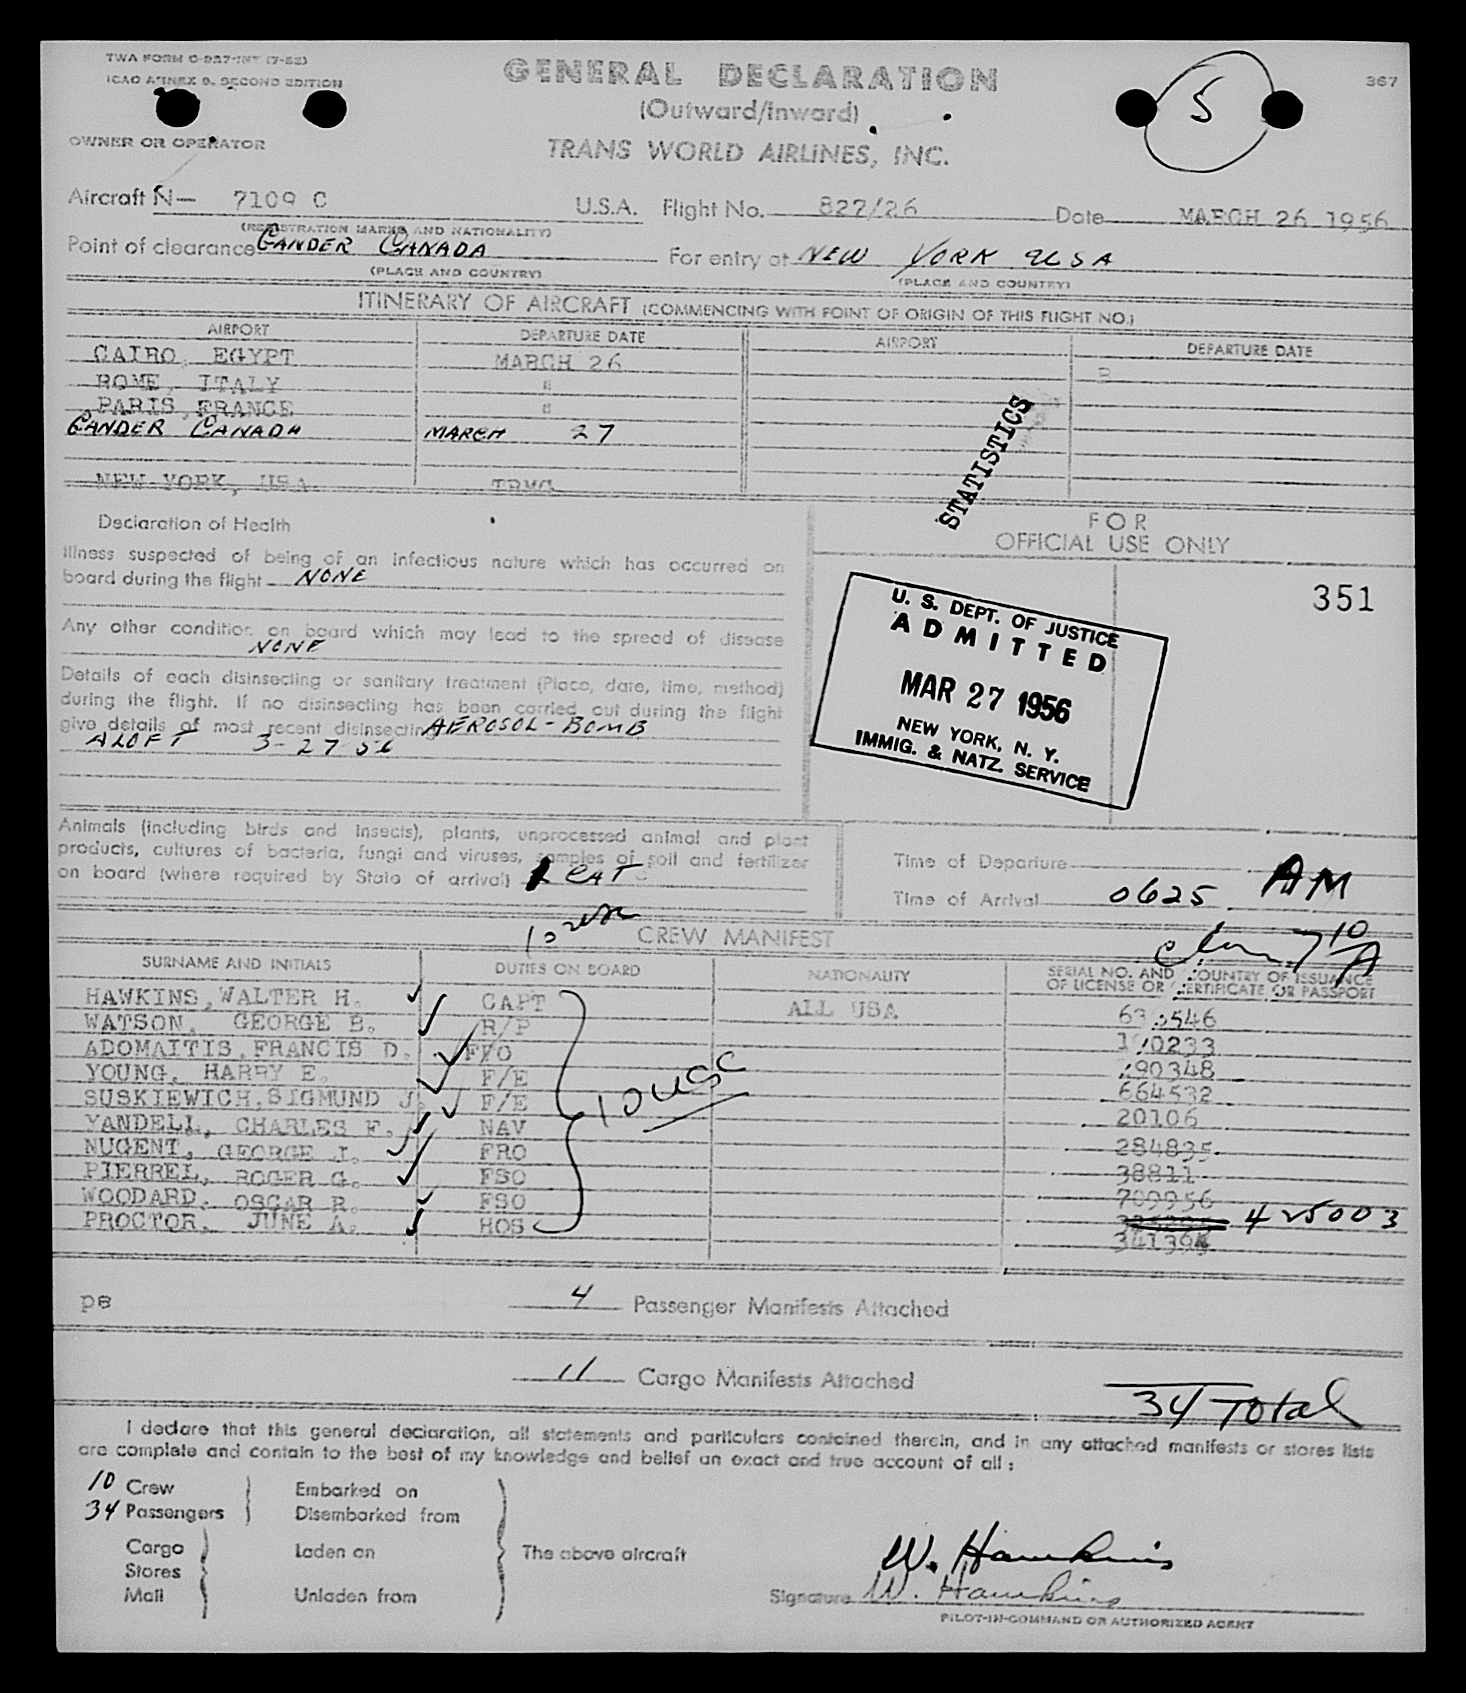 TWA FORM C-927-INT (7-52)
ICAO ANNEX 9, SECOND EDITION
GENERAL DECLARATION
(Outward/Inward)
5
367
OWNER OR OPERATOR
TRANS WORLD AIRLINES, INC.
Aircraft N— 7109 C U.S.A. Flight No. 827/26 Date MARCH 26 1956
(REGISTRATION MARKS AND NATIONALITY)
Point of clearance GANDER CANADA For entry at NEW YORK USA
(PLACE AND COUNTRY) (PLACE AND COUNTRY)
ITINERARY OF AIRCRAFT (COMMENCING WITH POINT OF ORIGIN OF THIS FLIGHT NO.)
AIRPORT DEPARTURE DATE AIRPORT DEPARTURE DATE
CAIRO, EGYPT MARCH 26
ROME, ITALY "
PARIS, FRANCE "
GANDER CANADA MARCH 27
NEW YORK, USA TRMG
STATISTICS
Declaration of Health
Illness suspected of being of an infectious nature which has occurred on
board during the flight NONE
Any other condition on board which may lead to the spread of disease
NONE
Details of each disinsecting or sanitary treatment (Place, date, time, method)
during the flight. If no disinsecting has been carried out during the flight
give details of most recent disinsecting AEROSOL-BOMB
ALOFT 3-27 56
FOR
OFFICIAL USE ONLY
351
U. S. DEPT. OF JUSTICE
ADMITTED
MAR 27 1956
NEW YORK, N. Y.
IMMIG. & NATZ. SERVICE
Animals (including birds and insects), plants, unprocessed animal and plant
products, cultures of bacteria, fungi and viruses, samples of soil and fertilizer
on board (where required by State of arrival) 1 CAT
Time of Departure
Time of Arrival 0625 AM
CREW MANIFEST
SURNAME AND INITIALS DUTIES ON BOARD NATIONALITY SERIAL NO. AND COUNTRY OF ISSUANCE
OF LICENSE OR CERTIFICATE OR PASSPORT
HAWKINS, WALTER H. CAPT ALL USA
WATSON, GEORGE B. R/P
ADOMAITIS, FRANCIS D. F/O
YOUNG, HARRY E. F/E 664532
SUSKIEWICH, SIGMUND J. F/E 20106
YANDELL, CHARLES F. NAV 284835
NUGENT, GEORGE J. FRO 38811
PIERREL, ROGER G. FSO 709956
WOODARD, OSCAR R. FSO 425003
PROCTOR, JUNE A. HOS
10 USC
pe
4 Passenger Manifests Attached
11 Cargo Manifests Attached
34 Total
I declare that this general declaration, all statements and particulars contained therein, and in any attached manifests or stores lists
are complete and contain to the best of my knowledge and belief an exact and true account of all :
10 Crew Embarked on
34 Passengers Disembarked from
Cargo Laden on The above aircraft
Stores
Mail Unladen from
W. Hawkins
Signature W. Hawkins
PILOT-IN-COMMAND OR AUTHORIZED AGENT